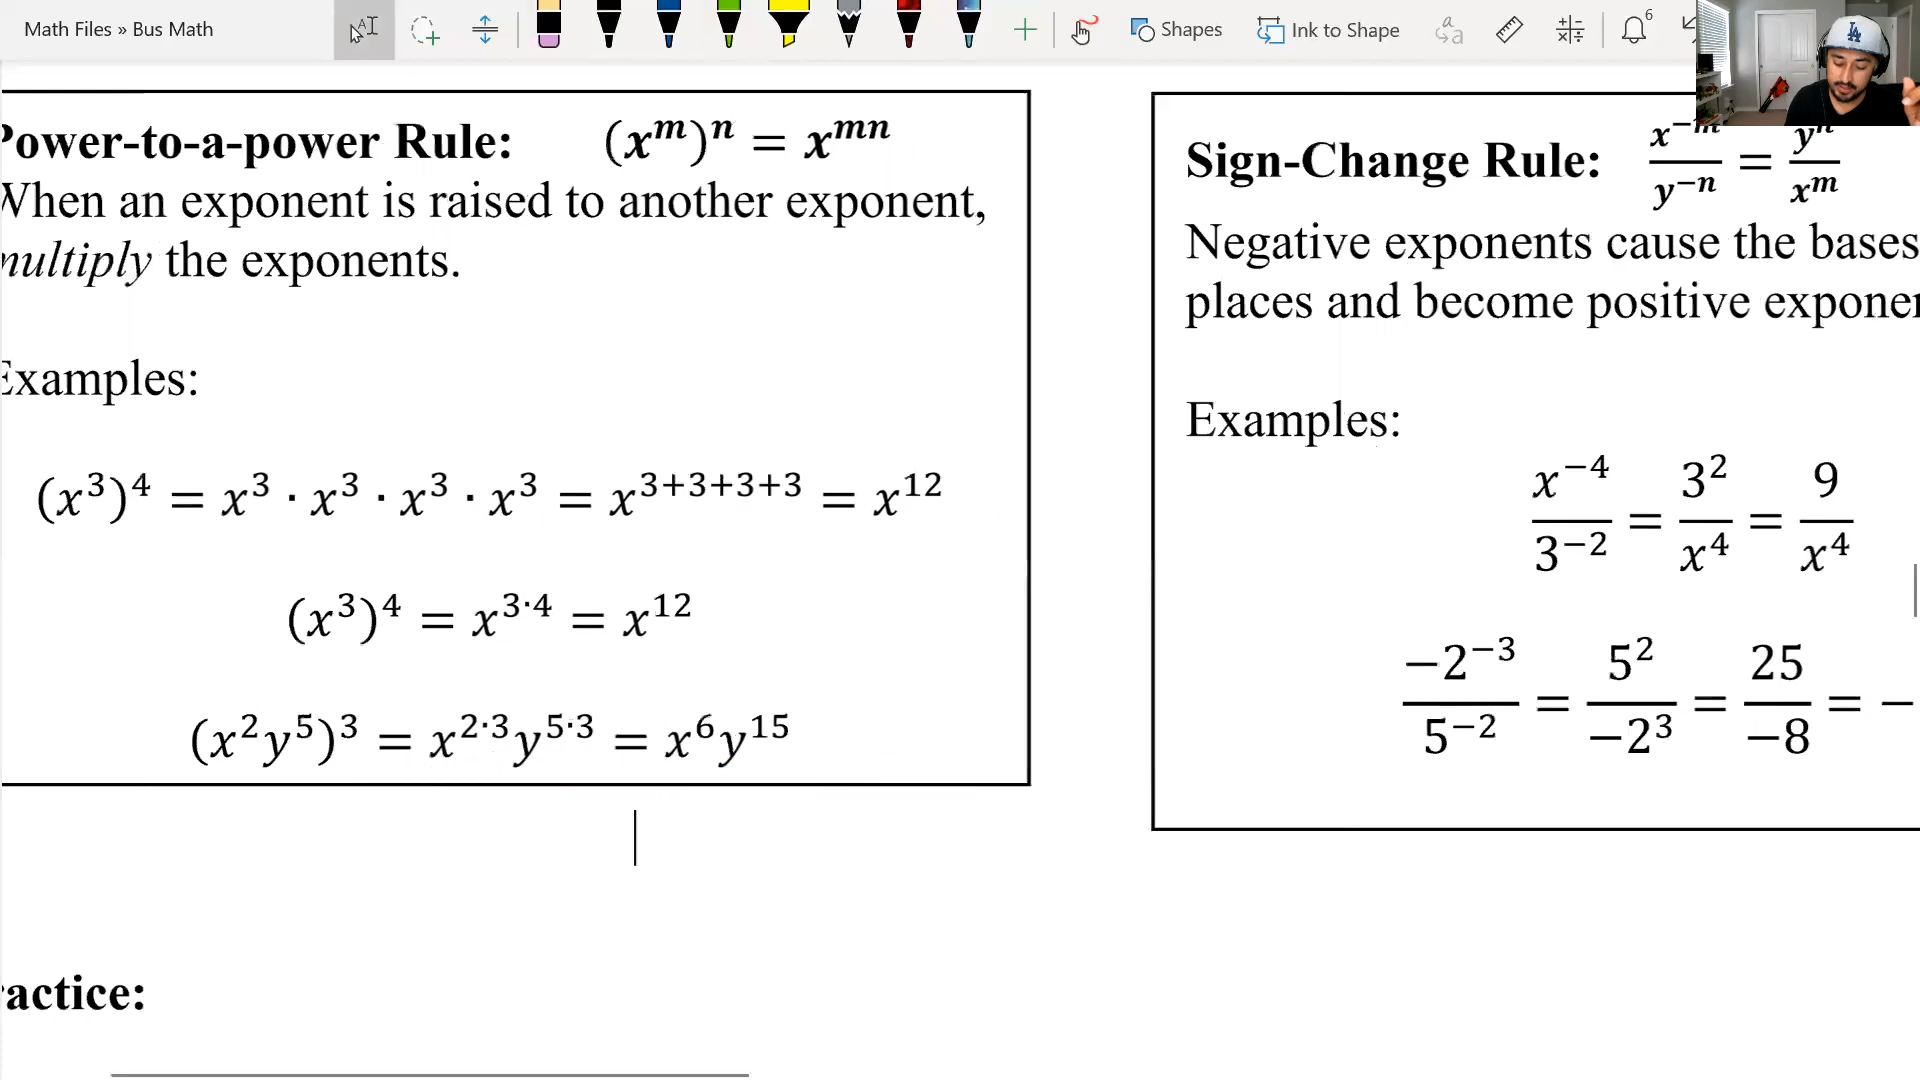 Math Files » Bus Math
Shapes
Ink to Shape
6
Power-to-a-power Rule: (x^m)^n = x^{mn}
When an exponent is raised to another exponent,
multiply the exponents.
Examples:
(x^3)^4 = x^3 · x^3 · x^3 · x^3 = x^{3+3+3+3} = x^{12}
(x^3)^4 = x^{3·4} = x^{12}
(x^2y^5)^3 = x^{2·3}y^{5·3} = x^6y^{15}
Sign-Change Rule: x^{-m}/y^{-n} = y^n/x^m
Negative exponents cause the bases
places and become positive
Examples:
x^{-4}/3^{-2} = 3^2/x^4 = 9/x^4
-2^{-3}/5^{-2} = 5^2/-2^3 = 25/-8 = -
actice:
LA